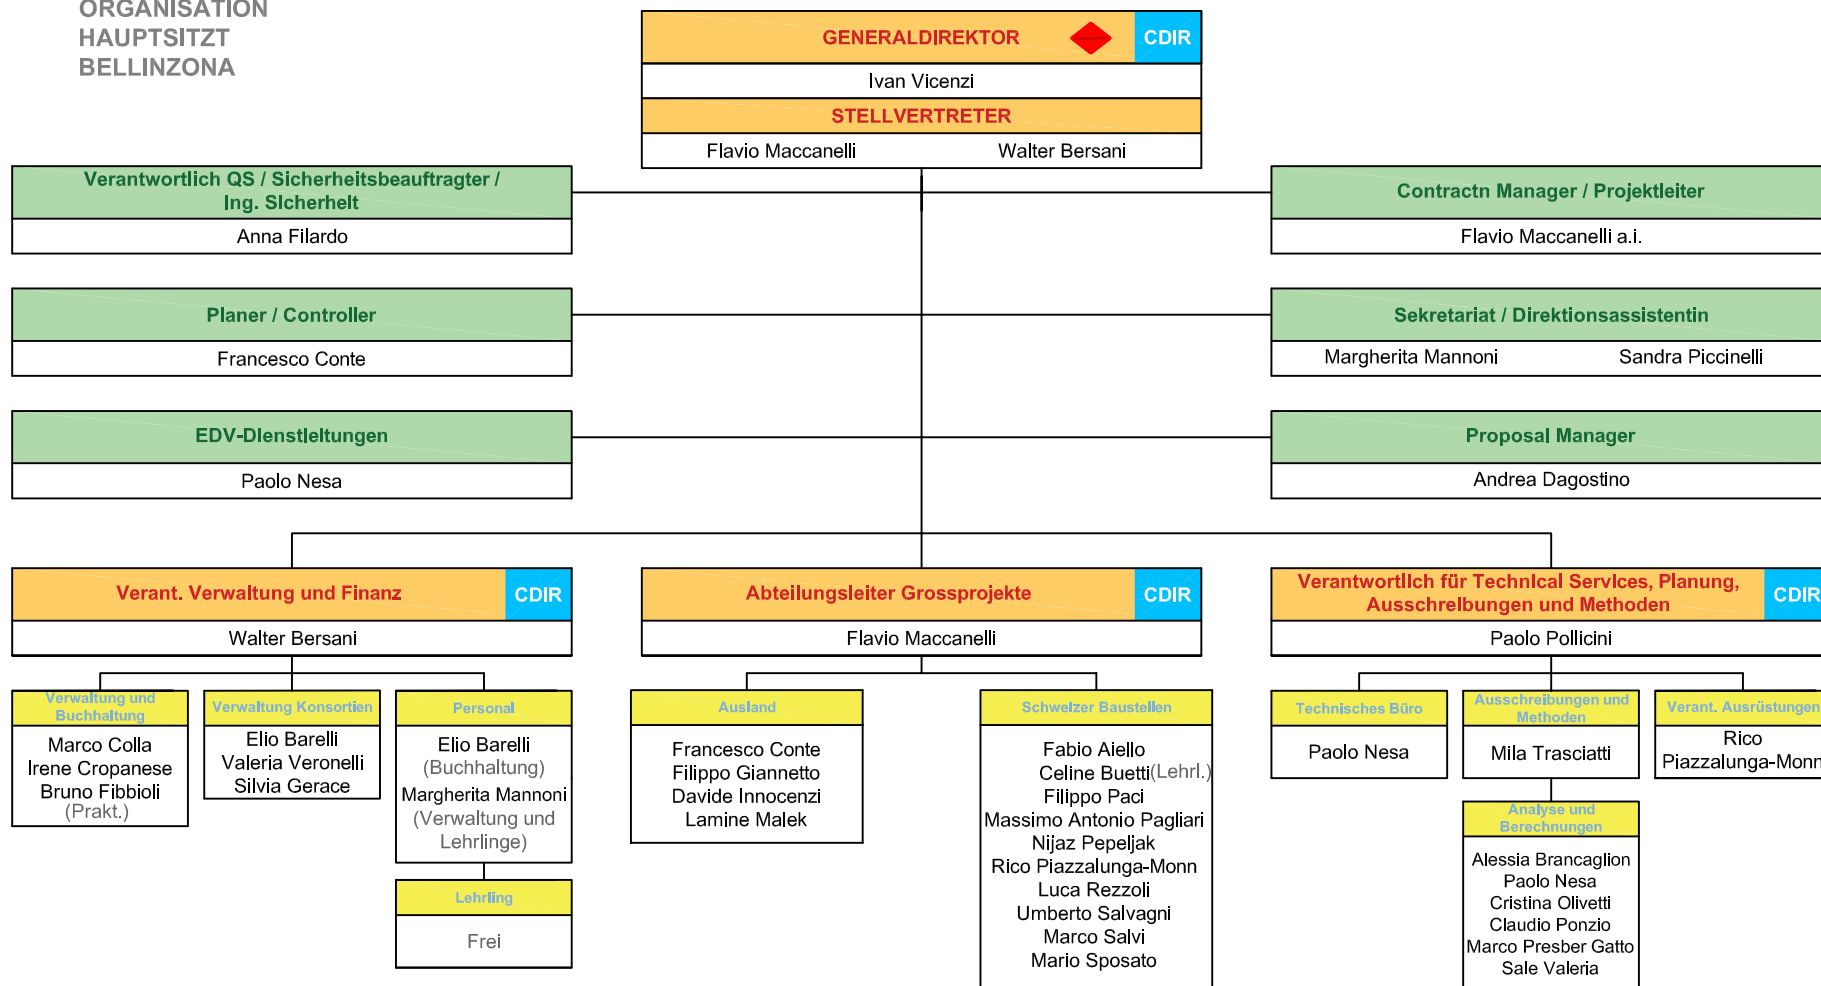 ORGANISATION
HAUPTSITZT
BELLINZONA
GENERALDIREKTOR
CDIR
Ivan Vicenzi
STELLVERTRETER
Flavio Maccanelli
Walter Bersani
Verantwortlich QS / Sicherheitsbeauftragter /
Ing. Sicherheit
Anna Filardo
Contractn Manager / Projektleiter
Flavio Maccanelli a.i.
Planer / Controller
Francesco Conte
Sekretariat / Direktionsassistentin
Margherita Mannoni
Sandra Piccinelli
EDV-Dienstleitungen
Paolo Nesa
Proposal Manager
Andrea Dagostino
Verant. Verwaltung und Finanz
CDIR
Walter Bersani
Abteilungsleiter Grossprojekte
CDIR
Flavio Maccanelli
Verantwortlich für Technical Services, Planung,
Ausschreibungen und Methoden
CDIR
Paolo Pollicini
Verwaltung und
Buchhaltung
Marco Colla
Irene Cropanese
Bruno Fibbioli
(Prakt.)
Verwaltung Konsortien
Elio Barelli
Valeria Veronelli
Silvia Gerace
Personal
Elio Barelli
(Buchhaltung)
Margherita Mannoni
(Verwaltung und
Lehrlinge)
Lehrling
Frei
Ausland
Francesco Conte
Filippo Giannetto
Davide Innocenzi
Lamine Malek
Schweizer Baustellen
Fabio Aiello
Celine Buetti(Lehrl.)
Filippo Paci
Massimo Antonio Pagliari
Nijaz Pepeljak
Rico Piazzalunga-Monn
Luca Rezzoli
Umberto Salvagni
Marco Salvi
Mario Sposato
Technisches Büro
Paolo Nesa
Ausschreibungen und
Methoden
Mila Trasciatti
Analyse und
Berechnungen
Alessia Brancaglion
Paolo Nesa
Cristina Olivetti
Claudio Ponzio
Marco Presber Gatto
Sale Valeria
Verant. Ausrüstungen
Rico
Piazzalunga-Monn